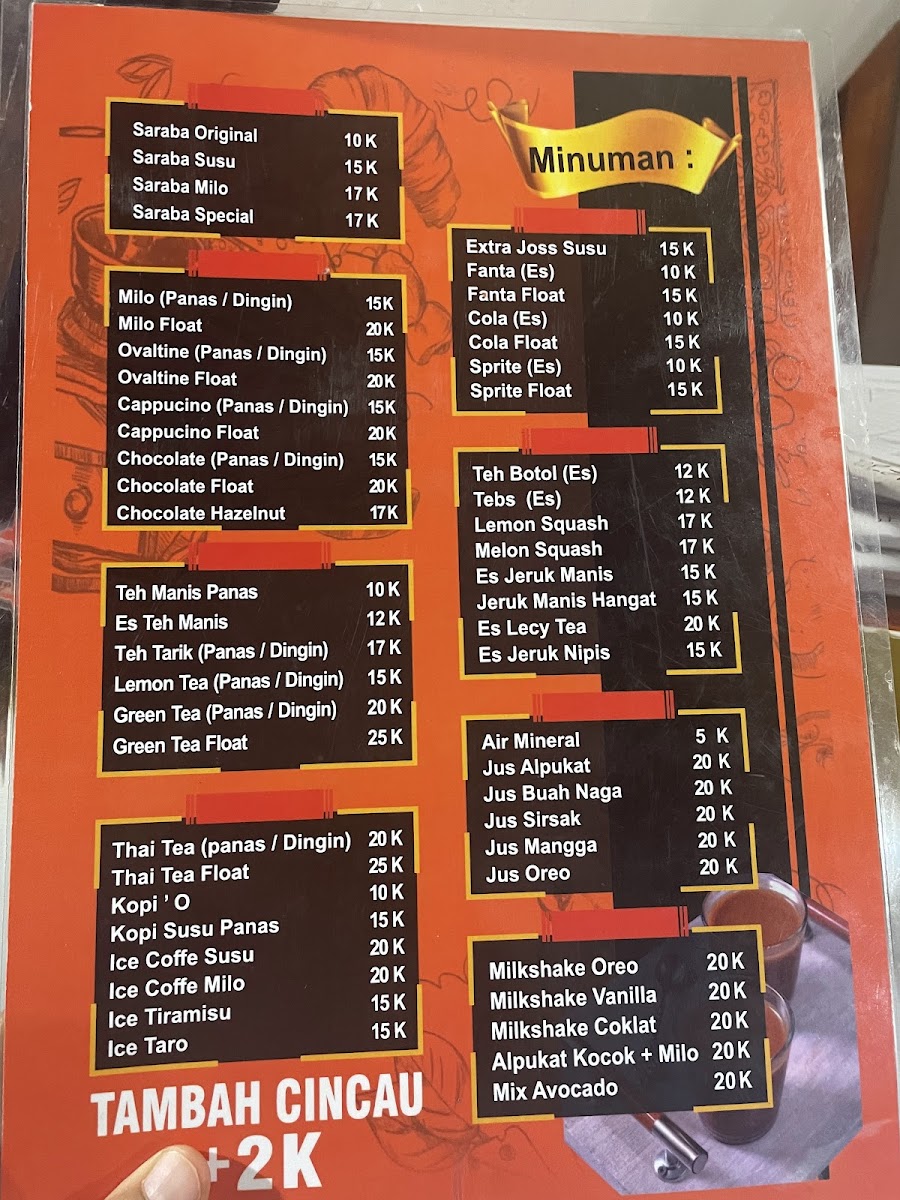 Saraba Original 10 K
Saraba Susu 15 K
Saraba Milo 17 K
Saraba Special 17 K
Milo (Panas / Dingin) 15K
Milo Float 20K
Ovaltine (Panas / Dingin) 15K
Ovaltine Float 20K
Cappucino (Panas / Dingin) 15K
Cappucino Float 20K
Chocolate (Panas / Dingin) 15K
Chocolate Float 20K
Chocolate Hazelnut 17K
Teh Manis Panas 10 K
Es Teh Manis 12 K
Teh Tarik (Panas / Dingin) 17 K
Lemon Tea (Panas / Dingin) 15 K
Green Tea (Panas / Dingin) 20 K
Green Tea Float 25 K
Thai Tea (panas / Dingin) 20 K
Thai Tea Float 25 K
Kopi ' O 10 K
Kopi Susu Panas 15 K
Ice Coffe Susu 20 K
Ice Coffe Milo 20 K
Ice Tiramisu 15 K
Ice Taro 15 K
TAMBAH CINCAU
+2K
Minuman :
Extra Joss Susu 15 K
Fanta (Es) 10 K
Fanta Float 15 K
Cola (Es) 10 K
Cola Float 15 K
Sprite (Es) 10 K
Sprite Float 15 K
Teh Botol (Es) 12 K
Tebs (Es) 12 K
Lemon Squash 17 K
Melon Squash 17 K
Es Jeruk Manis 15 K
Jeruk Manis Hangat 15 K
Es Lecy Tea 20 K
Es Jeruk Nipis 15 K
Air Mineral 5 K
Jus Alpukat 20 K
Jus Buah Naga 20 K
Jus Sirsak 20 K
Jus Mangga 20 K
Jus Oreo 20 K
Milkshake Oreo 20 K
Milkshake Vanilla 20 K
Milkshake Coklat 20 K
Alpukat Kocok + Milo 20 K
Mix Avocado 20 K